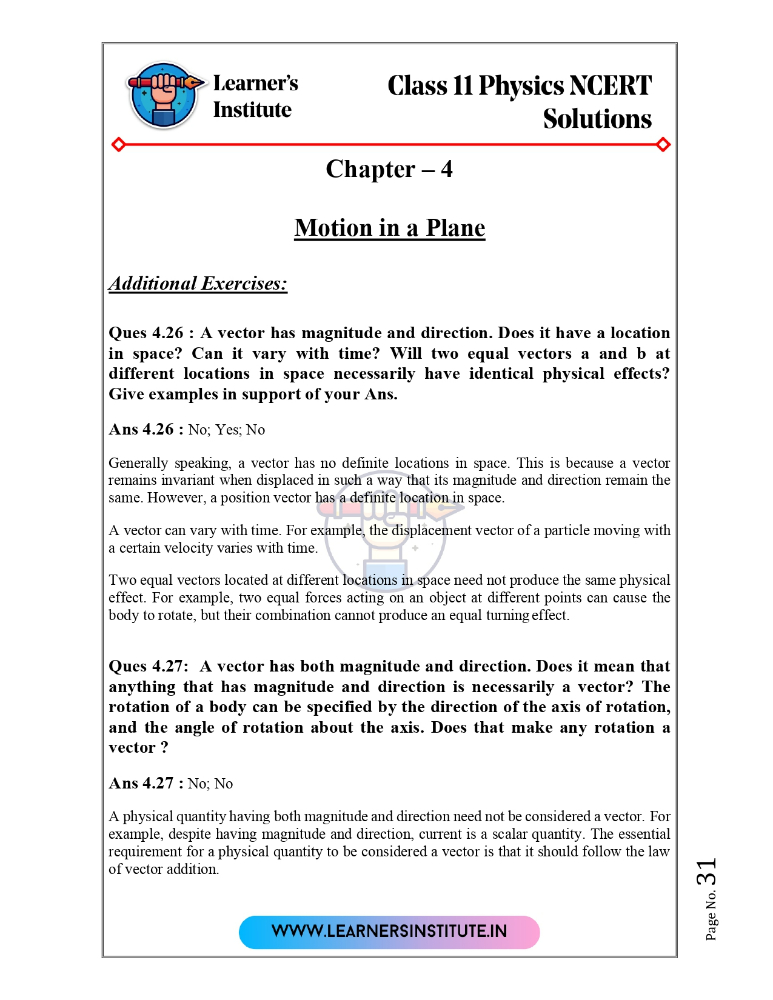 Learner's
Institute
Class 11 Physics NCERT
Solutions
Chapter – 4
Motion in a Plane
Additional Exercises:
Ques 4.26 : A vector has magnitude and direction. Does it have a location
in space? Can it vary with time? Will two equal vectors a and b at
different locations in space necessarily have identical physical effects?
Give examples in support of your Ans.
Ans 4.26 : No; Yes; No
Generally speaking, a vector has no definite locations in space. This is because a vector
remains invariant when displaced in such a way that its magnitude and direction remain the
same. However, a position vector has a definite location in space.
A vector can vary with time. For example, the displacement vector of a particle moving with
a certain velocity varies with time.
Two equal vectors located at different locations in space need not produce the same physical
effect. For example, two equal forces acting on an object at different points can cause the
body to rotate, but their combination cannot produce an equal turning effect.
Ques 4.27: A vector has both magnitude and direction. Does it mean that
anything that has magnitude and direction is necessarily a vector? The
rotation of a body can be specified by the direction of the axis of rotation,
and the angle of rotation about the axis. Does that make any rotation a
vector ?
Ans 4.27 : No; No
A physical quantity having both magnitude and direction need not be considered a vector. For
example, despite having magnitude and direction, current is a scalar quantity. The essential
requirement for a physical quantity to be considered a vector is that it should follow the law
of vector addition.
Page No. 31
WWW.LEARNERSINSTITUTE.IN